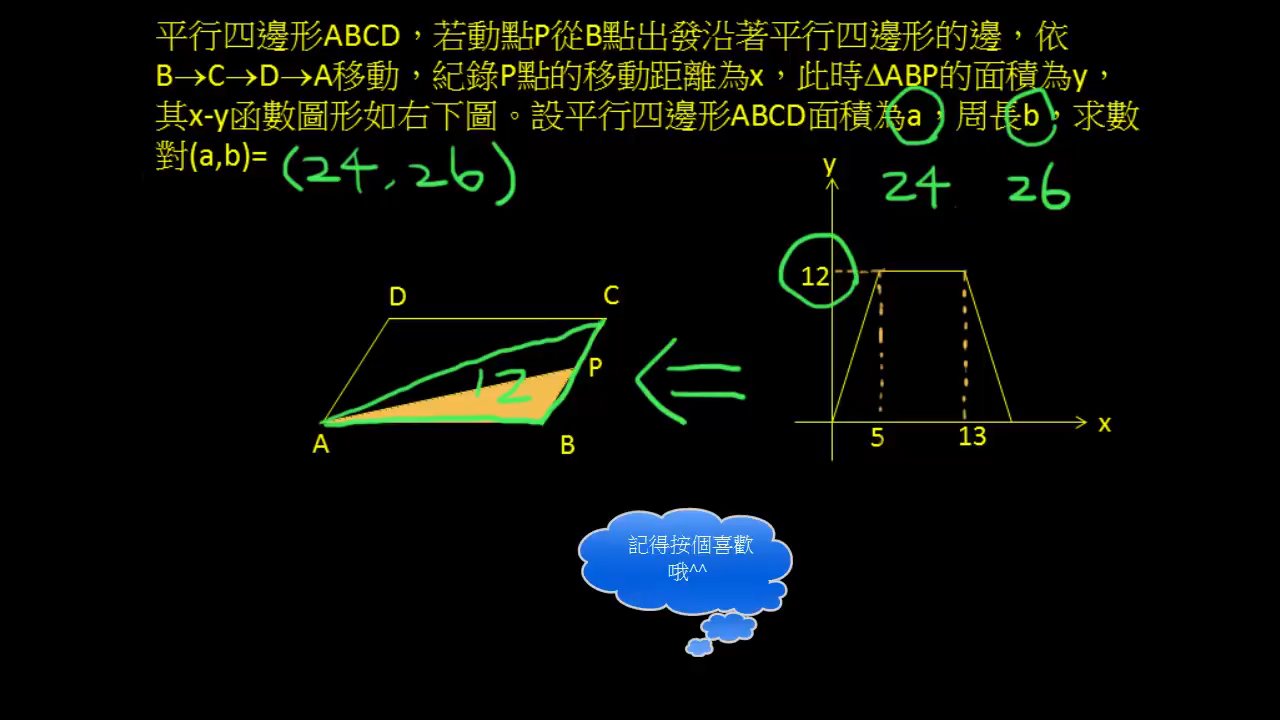 平行四邊形ABCD，若動點P從B點出發沿著平行四邊形的邊，依
B→C→D→A移動，紀錄P點的移動距離為x，此時ΔABP的面積為y，
其x-y函數圖形如右下圖。設平行四邊形ABCD面積為a，周長b，求數
對(a,b)= (24,26)
24 26
y
12
5
13
x
D
C
P
12
A
B
記得按個喜歡
哦^^